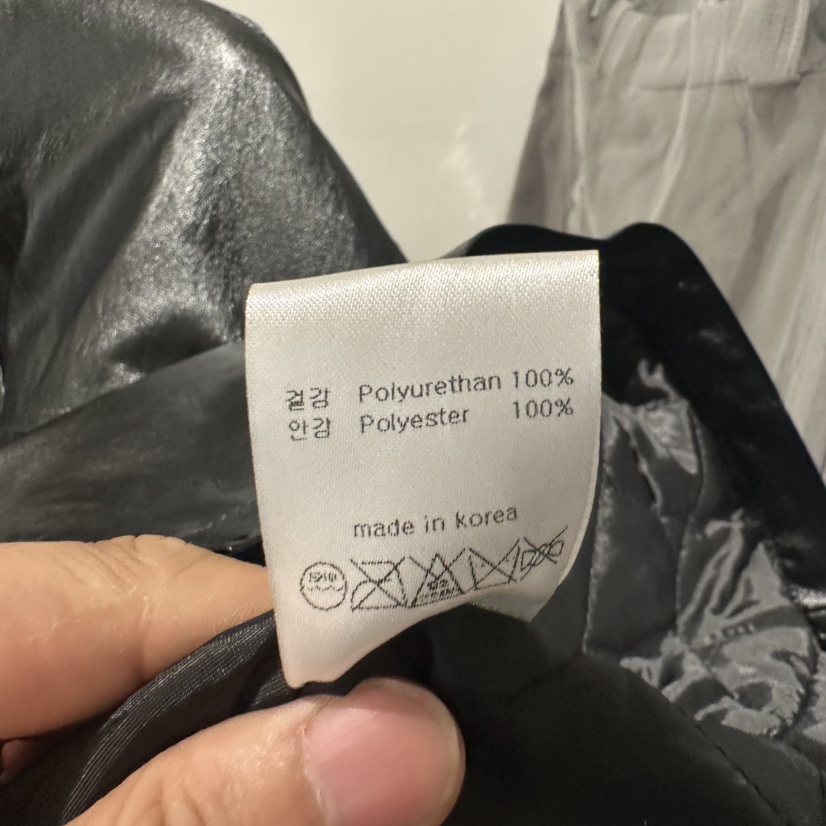 겉감 Polyurethan 100%
안감 Polyester 100%
made in korea